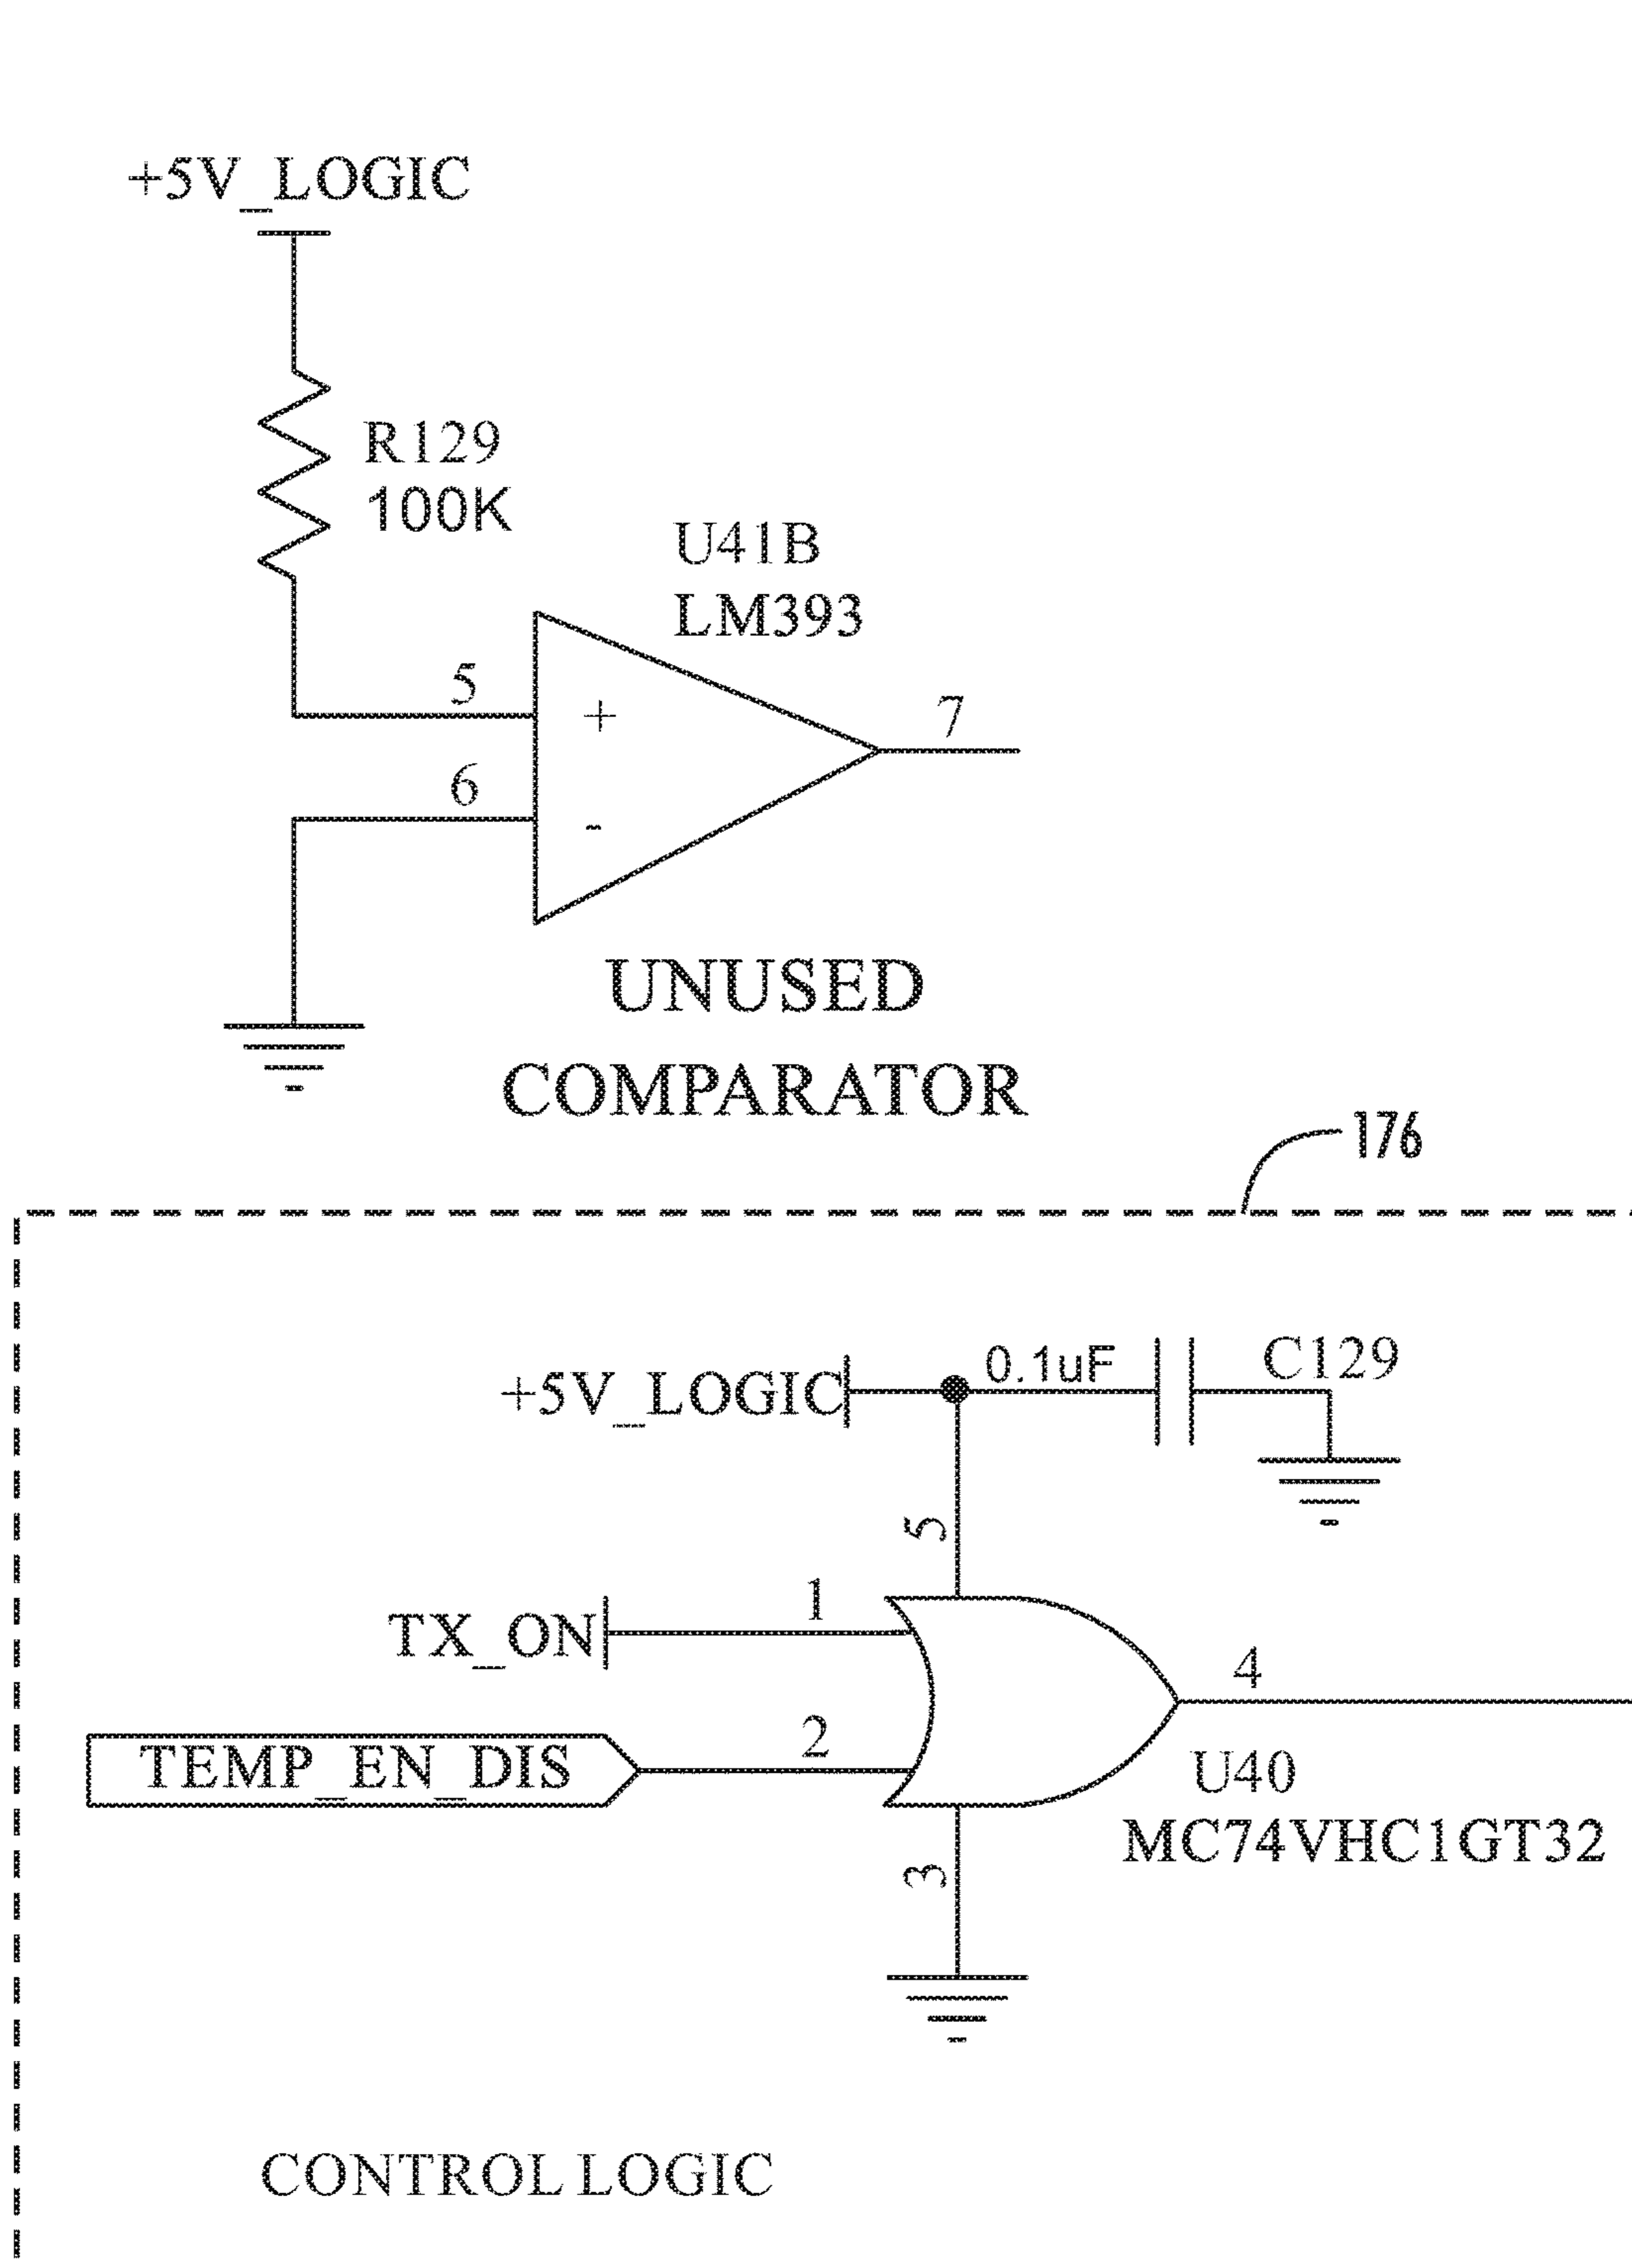 +5V_LOGIC
R129
100K
U41B
LM393
5
+
7
6
-
UNUSED
COMPARATOR
176
+5V_LOGIC
0.1uF
C129
5
TX_ON
1
4
TEMP_EN_DIS
2
U40
MC74VHC1GT32
3
CONTROL LOGIC